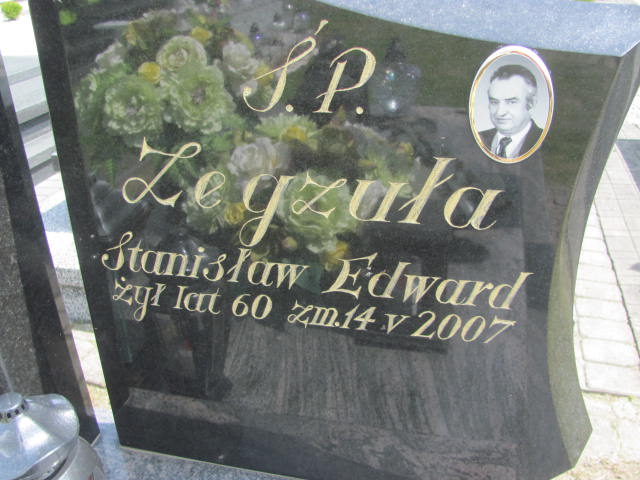 Ś.P.
Zegzuła
Stanisław Edward
żył lat 60 zm.14 v 2007